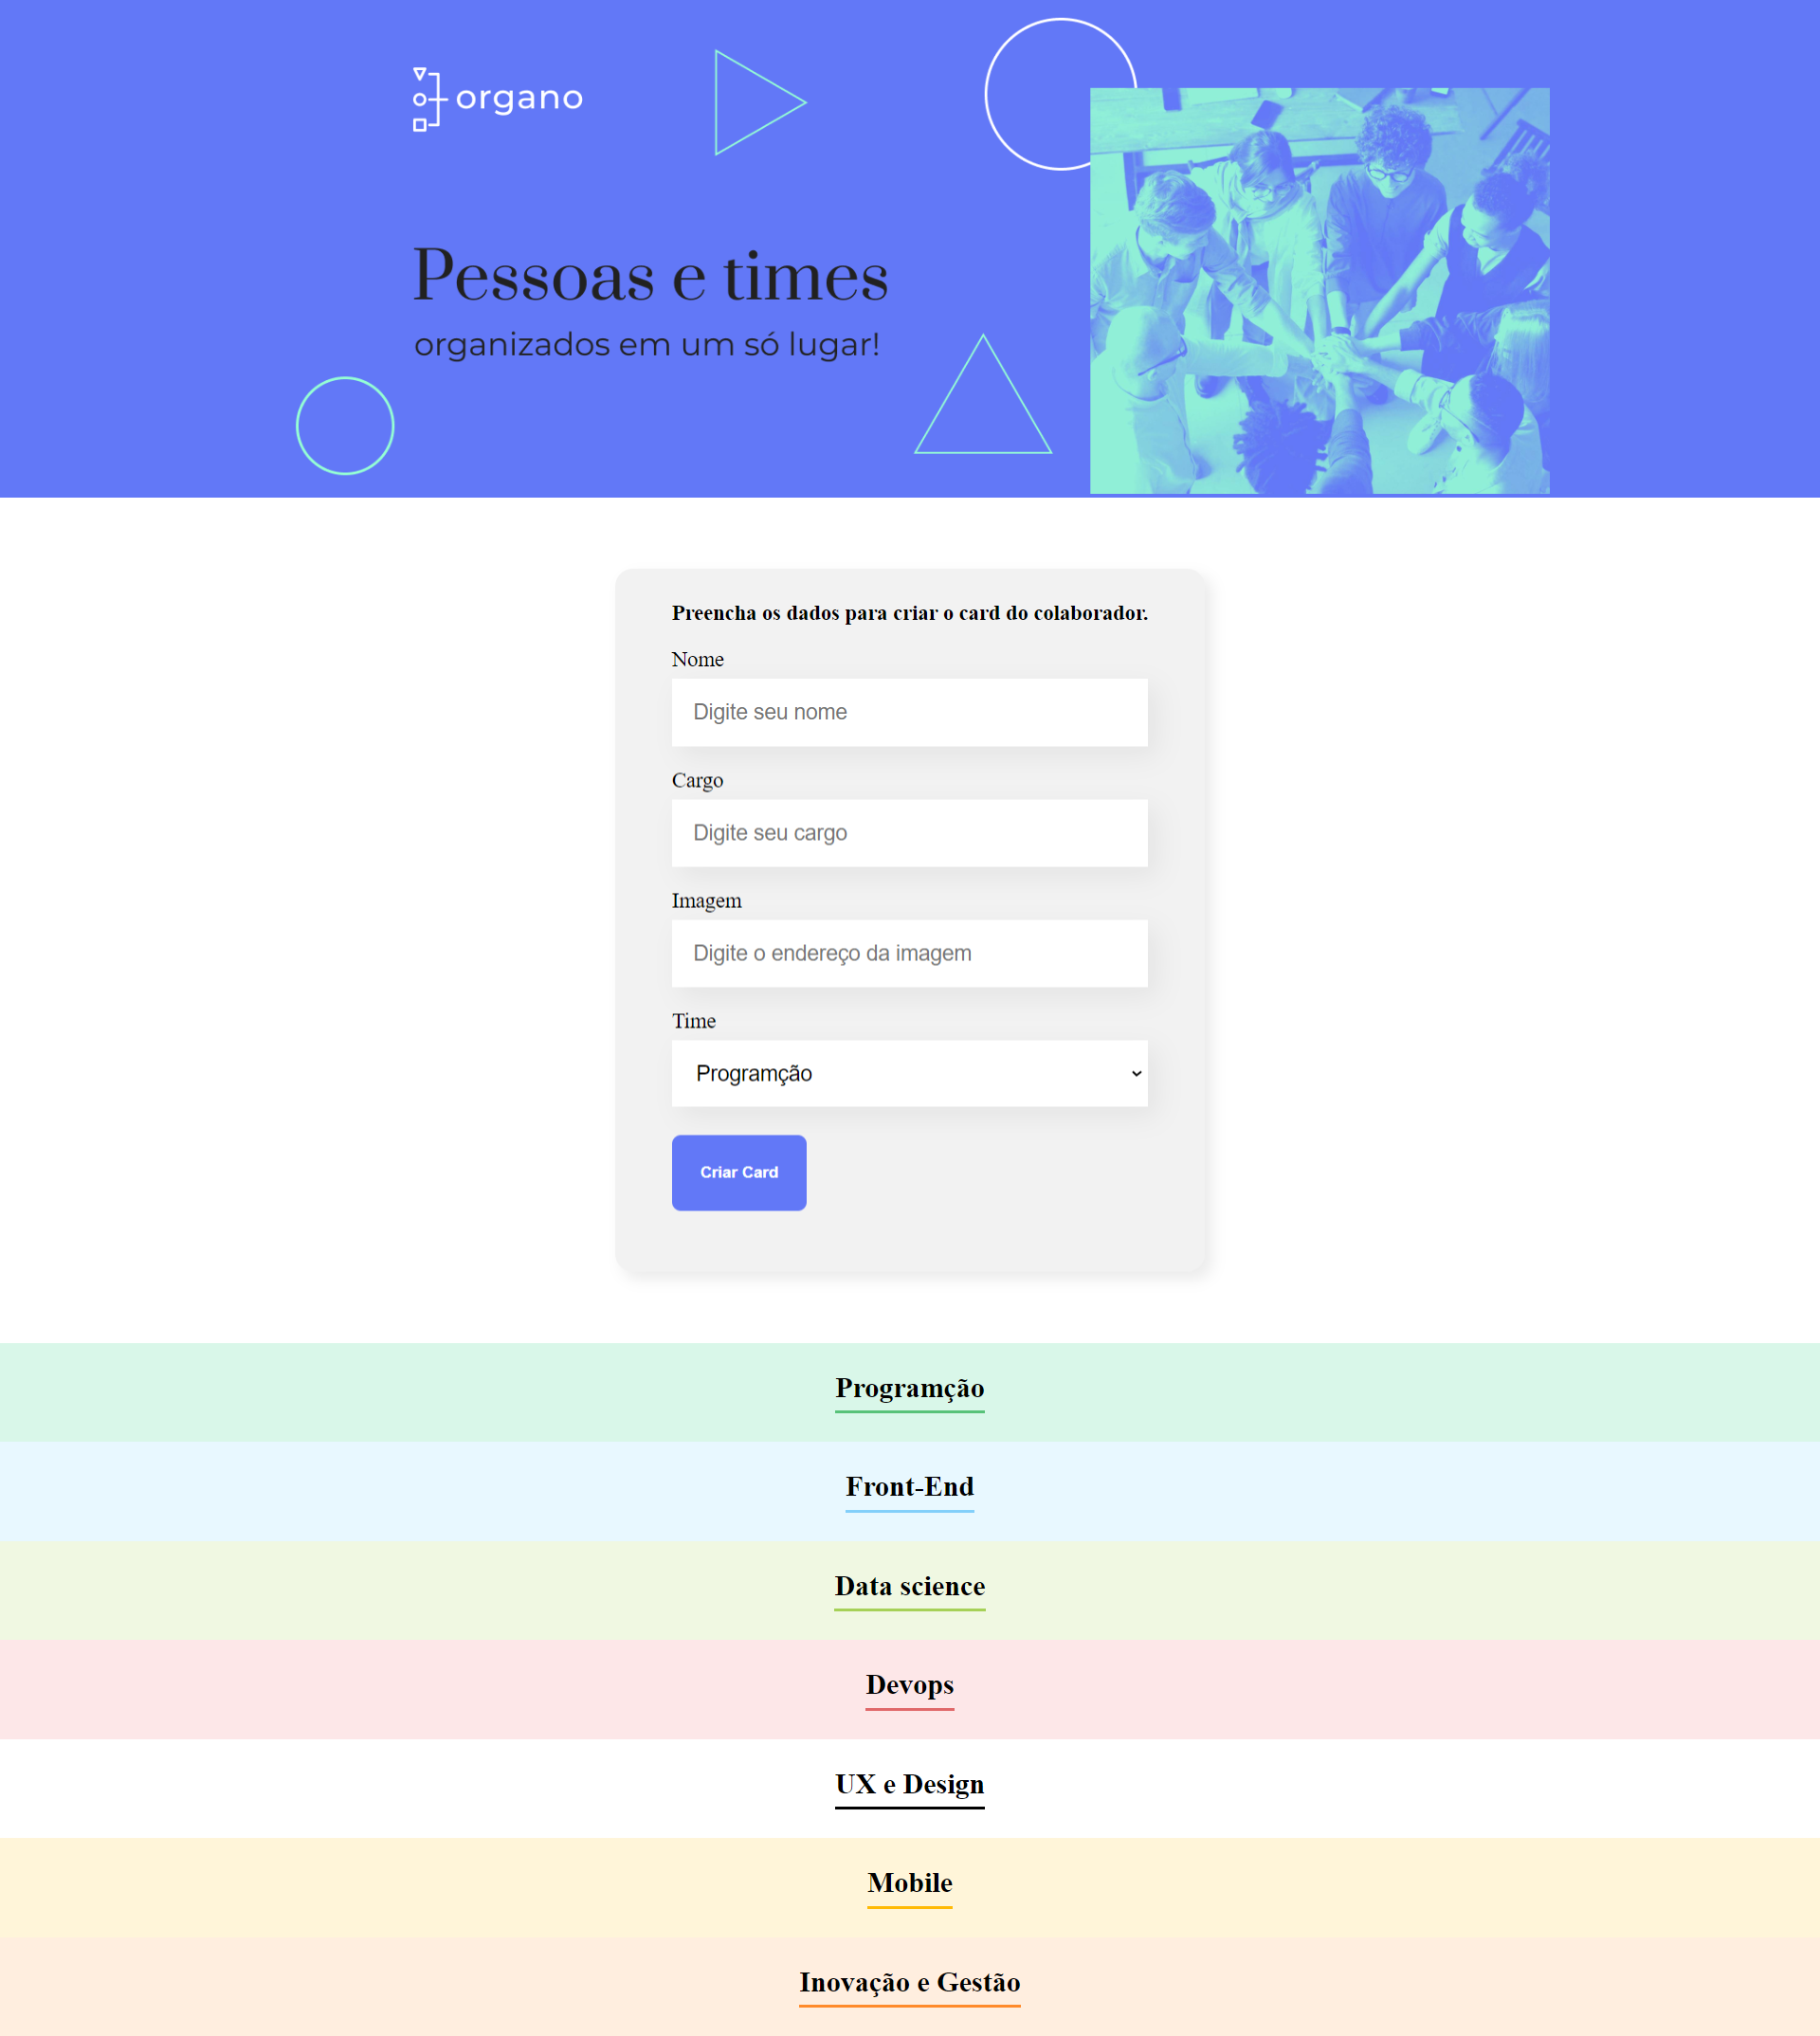 organo
Pessoas e times
organizados em um só lugar!
Preencha os dados para criar o card do colaborador.
Nome
Digite seu nome
Cargo
Digite seu cargo
Imagem
Digite o endereço da imagem
Time
Programção
Criar Card
Programção
Front-End
Data science
Devops
UX e Design
Mobile
Inovação e Gestão